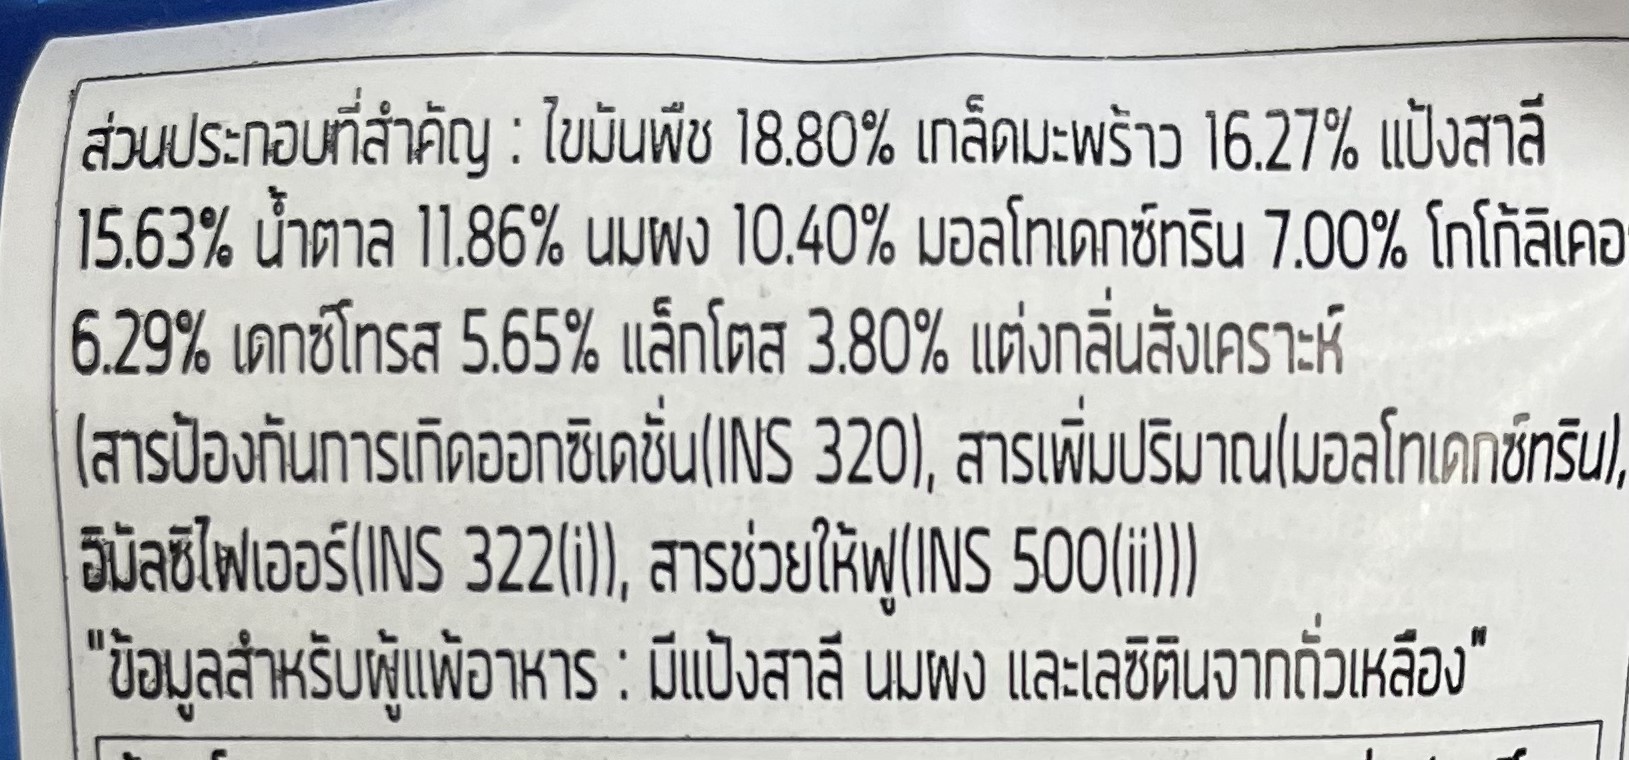 ส่วนประกอบที่สำคัญ : ไขมันพืช 18.80% เกล็ดมะพร้าว 16.27% แป้งสาลี
15.63% น้ำตาล 11.86% นมผง 10.40% มอลโทเดกซ์ทริน 7.00% โกโก้ลิเคอ
6.29% เดกซ์โทรส 5.65% แล็กโตส 3.80% แต่งกลิ่นสังเคราะห์
(สารป้องกันการเกิดออกซิเดชั่น(INS 320), สารเพิ่มปริมาณ(มอลโทเดกซ์ทริน),
อิมัลซิไฟเออร์(INS 322(i)), สารช่วยให้ฟู(INS 500(ii)))
"ข้อมูลสำหรับผู้แพ้อาหาร : มีแป้งสาลี นมผง และเลซิตินจากถั่วเหลือง"